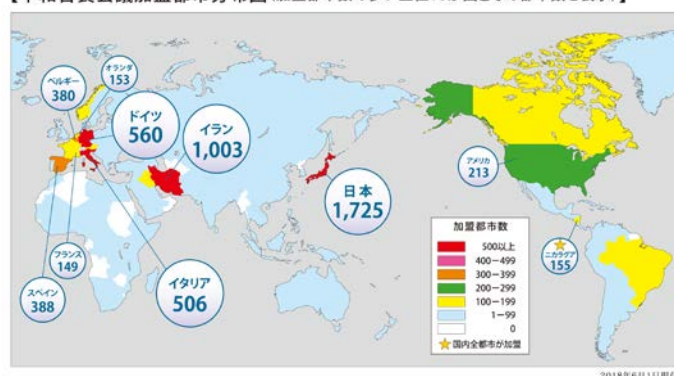 オランダ
153
ベルギー
380
ドイツ
560
イラン
1,003
日本
1,725
アメリカ
213
ニカラグア
155
フランス
149
スペイン
388
イタリア
506
加盟都市数
500以上
400−499
300−399
200−299
100−199
1−99
0
国内全都市が加盟